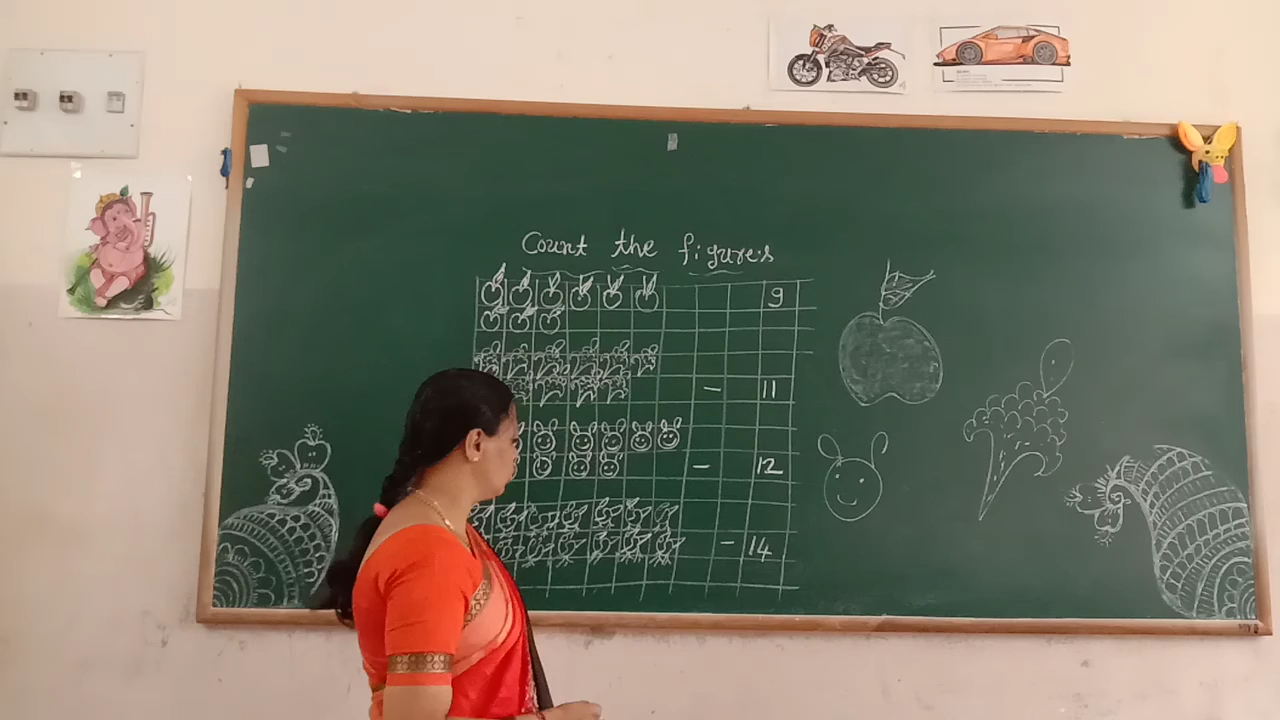 Count the figures
9
- 11
- 12
- 14